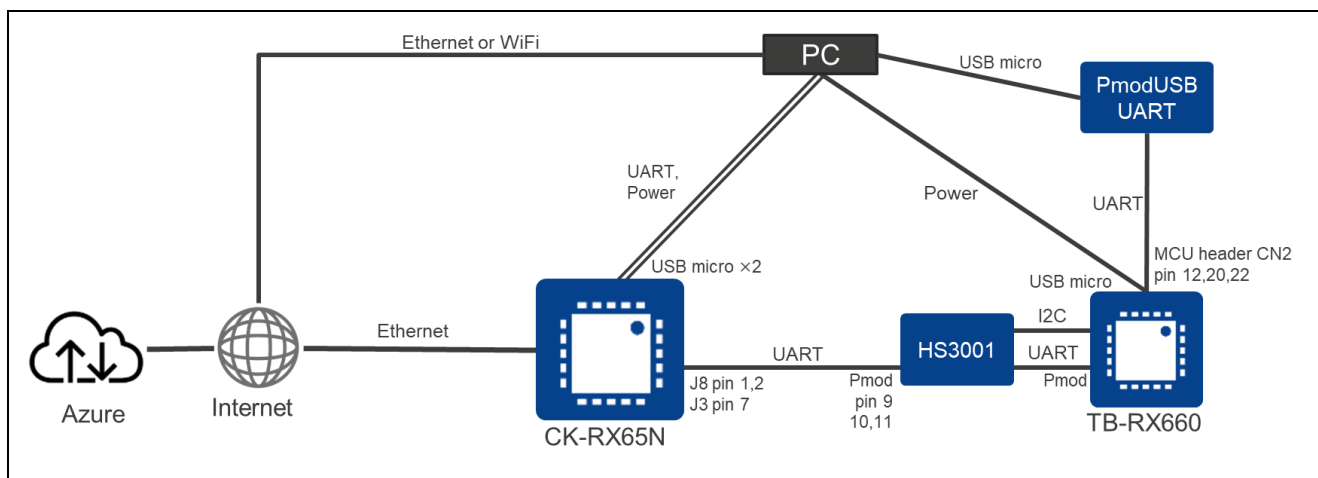 Ethernet or WiFi
PC
USB micro
PmodUSB
UART
UART,
Power
Power
UART
MCU header CN2
pin 12,20,22
USB micro ×2
USB micro
I2C
Ethernet
HS3001
UART
UART
J8 pin 1,2
J3 pin 7
Pmod
pin 9
10,11
Pmod
Azure
Internet
CK-RX65N
TB-RX660